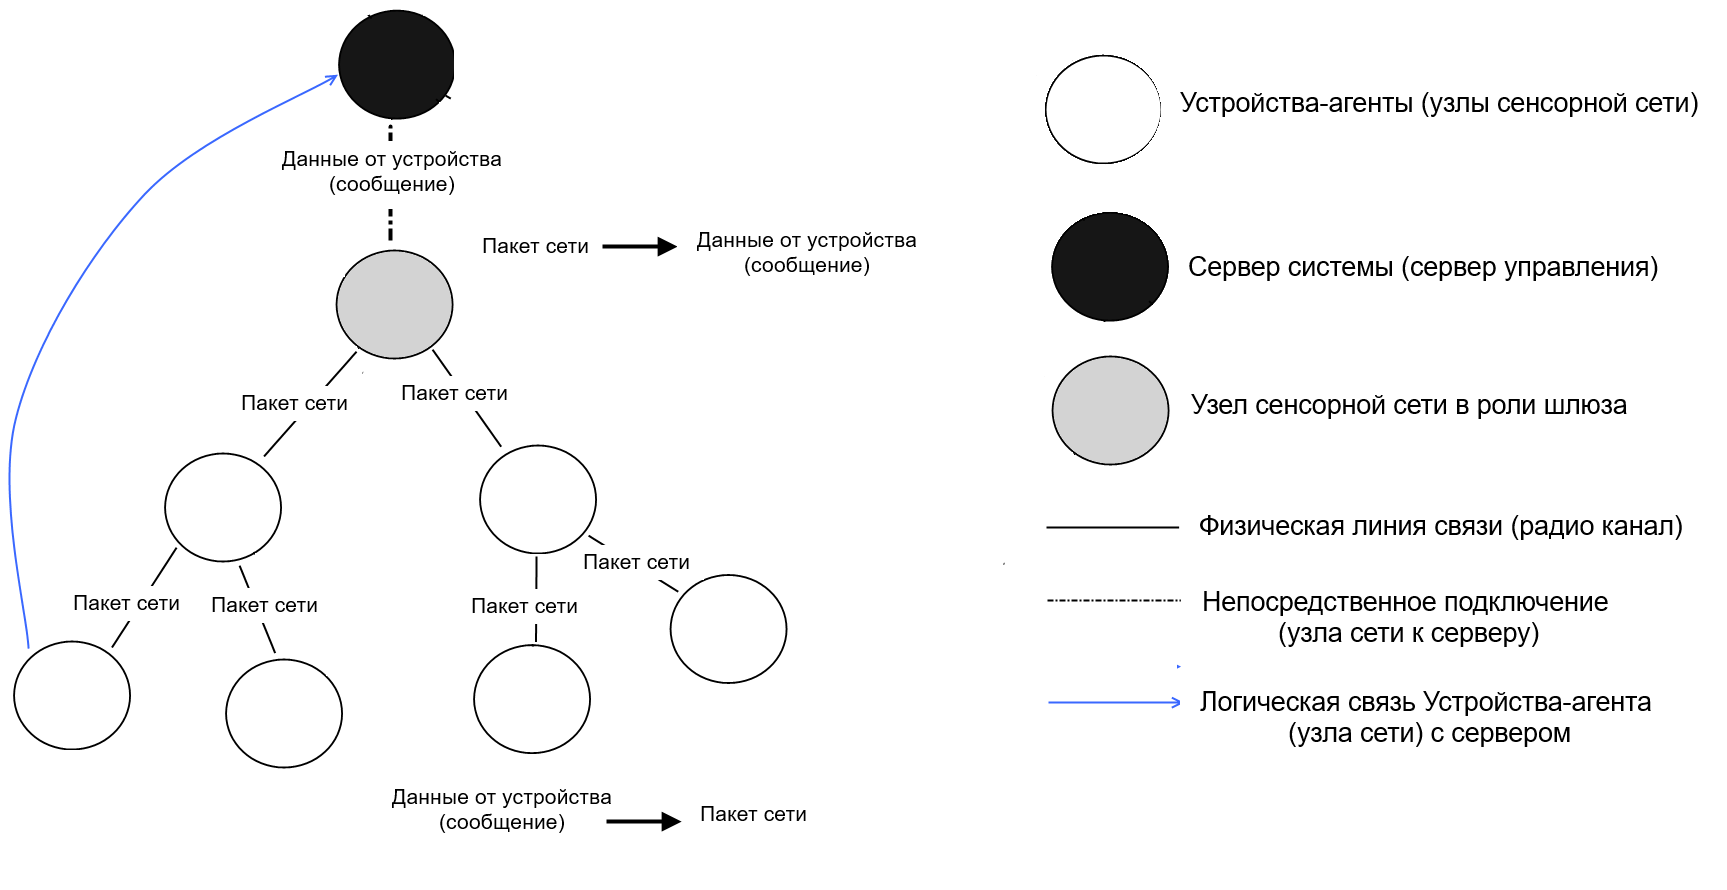 Данные от устройства
(сообщение)
Пакет сети
Данные от устройства
(сообщение)
Пакет сети
Пакет сети
Пакет сети
Пакет сети
Пакет сети
Пакет сети
Данные от устройства
(сообщение)
Пакет сети
Устройства-агенты (узлы сенсорной сети)
Сервер системы (сервер управления)
Узел сенсорной сети в роли шлюза
Физическая линия связи (радио канал)
Непосредственное подключение
(узла сети к серверу)
Логическая связь Устройства-агента
(узла сети) с сервером